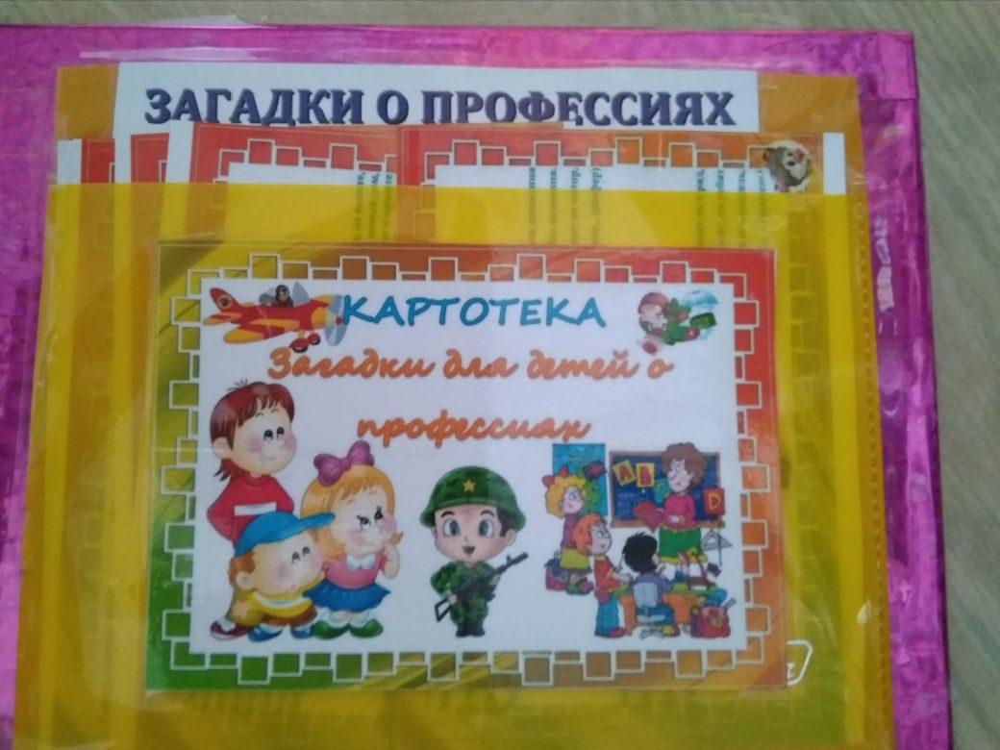 ЗАГАДКИ О ПРОФЕССИЯХ
КАРТОТЕКА
Загадки для детей о
профессиях
A B C D